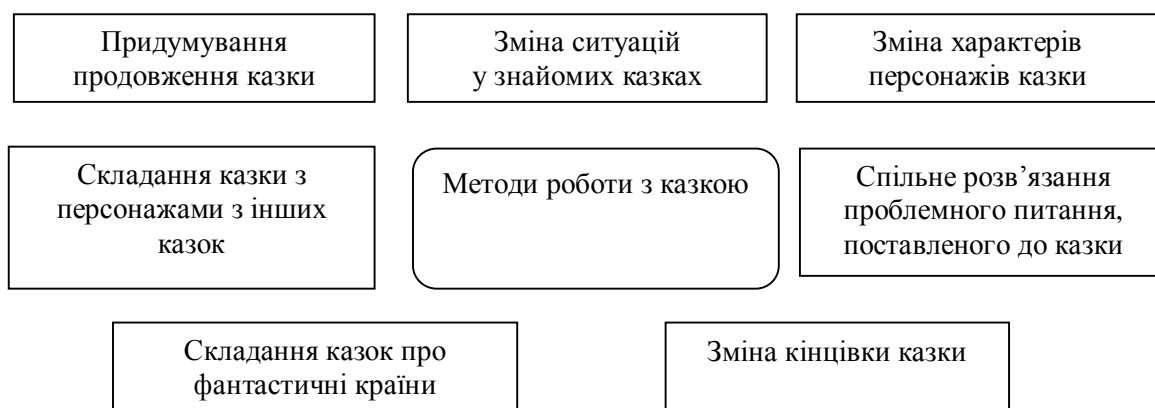 Придумування
продовження казки
Зміна ситуацій
у знайомих казках
Зміна характерів
персонажів казки
Складання казки з
персонажами з інших
казок
Методи роботи з казкою
Спільне розв’язання
проблемного питання,
поставленого до казки
Складання казок про
фантастичні країни
Зміна кінцівки казки